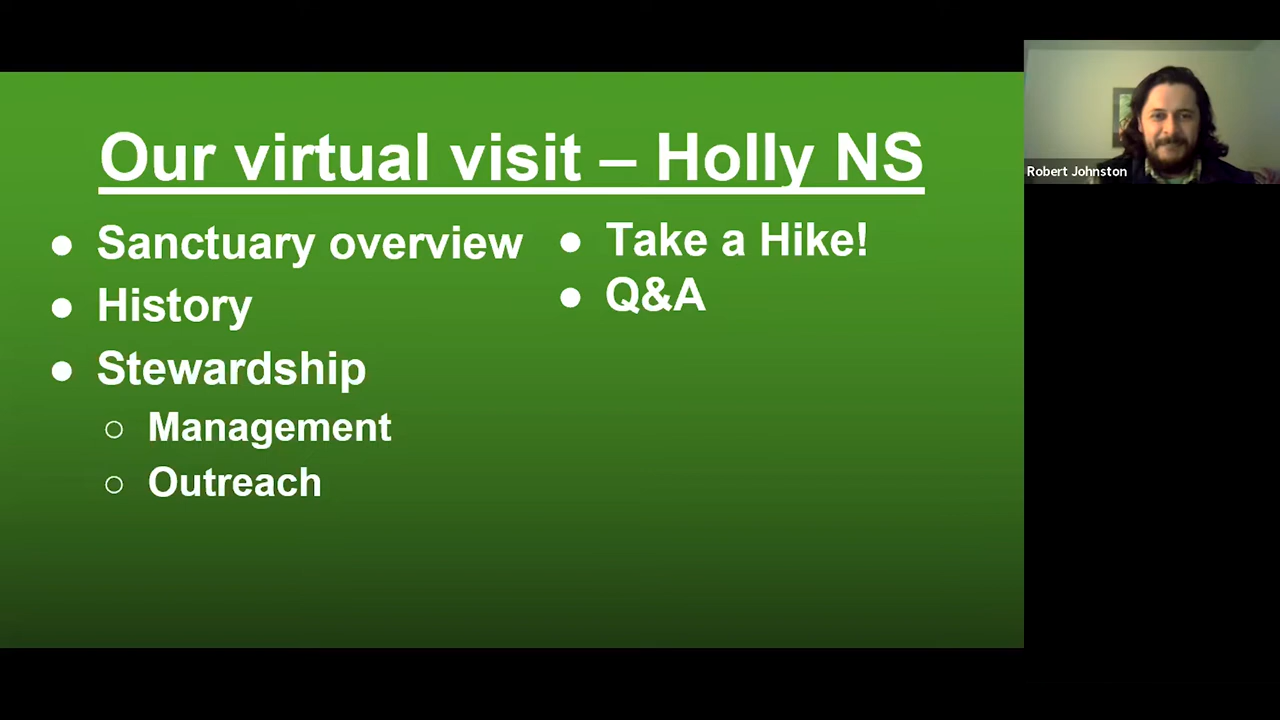 Our virtual visit – Holly NS
● Sanctuary overview
● History
● Stewardship
○ Management
○ Outreach
● Take a Hike!
● Q&A
Robert Johnston